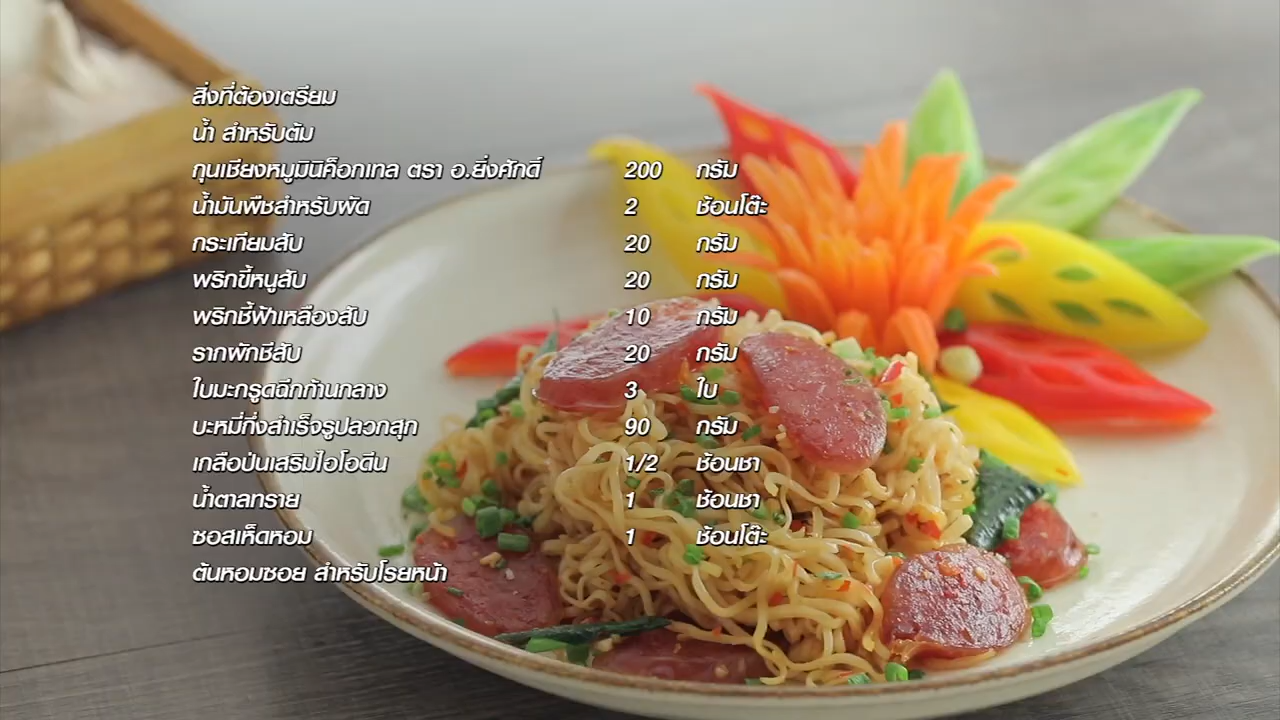 สิ่งที่ต้องเตรียม
น้ำ สำหรับต้ม
กุนเชียงหมูมินิค็อกเทล ตรา อ.ยิ่งศักดิ์ 200 กรัม
น้ำมันพืชสำหรับผัด 2 ช้อนโต๊ะ
กระเทียมสับ 20 กรัม
พริกขี้หนูสับ 20 กรัม
พริกชี้ฟ้าเหลืองสับ 10 กรัม
รากผักชีสับ 20 กรัม
ใบมะกรูดฉีกก้านกลาง 3 ใบ
บะหมี่กึ่งสำเร็จรูปลวกสุก 90 กรัม
เกลือป่นเสริมไอโอดีน 1/2 ช้อนชา
น้ำตาลทราย 1 ช้อนชา
ซอสเห็ดหอม 1 ช้อนโต๊ะ
ต้นหอมซอย สำหรับโรยหน้า